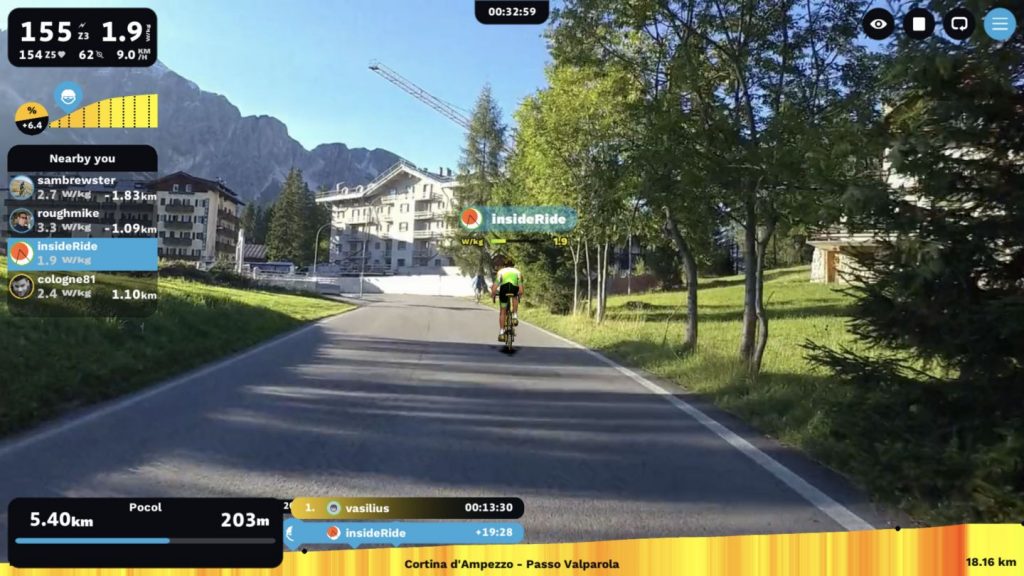 155 Z3 1.9 W/kg
154 Z5 62 9.0 KM/H
00:32:59
%
+6.4
Nearby you
sambrewster
2.7 W/kg -1.83km
roughmike
3.3 W/kg -1.09km
insideRide
1.9 W/kg
cologne81
2.4 W/kg 1.10km
insideRide
W/kg 1.9
Pocol
5.40km 203m
1. vasilius 00:13:30
insideRide +19:28
Cortina d'Ampezzo - Passo Valparola
18.16 km